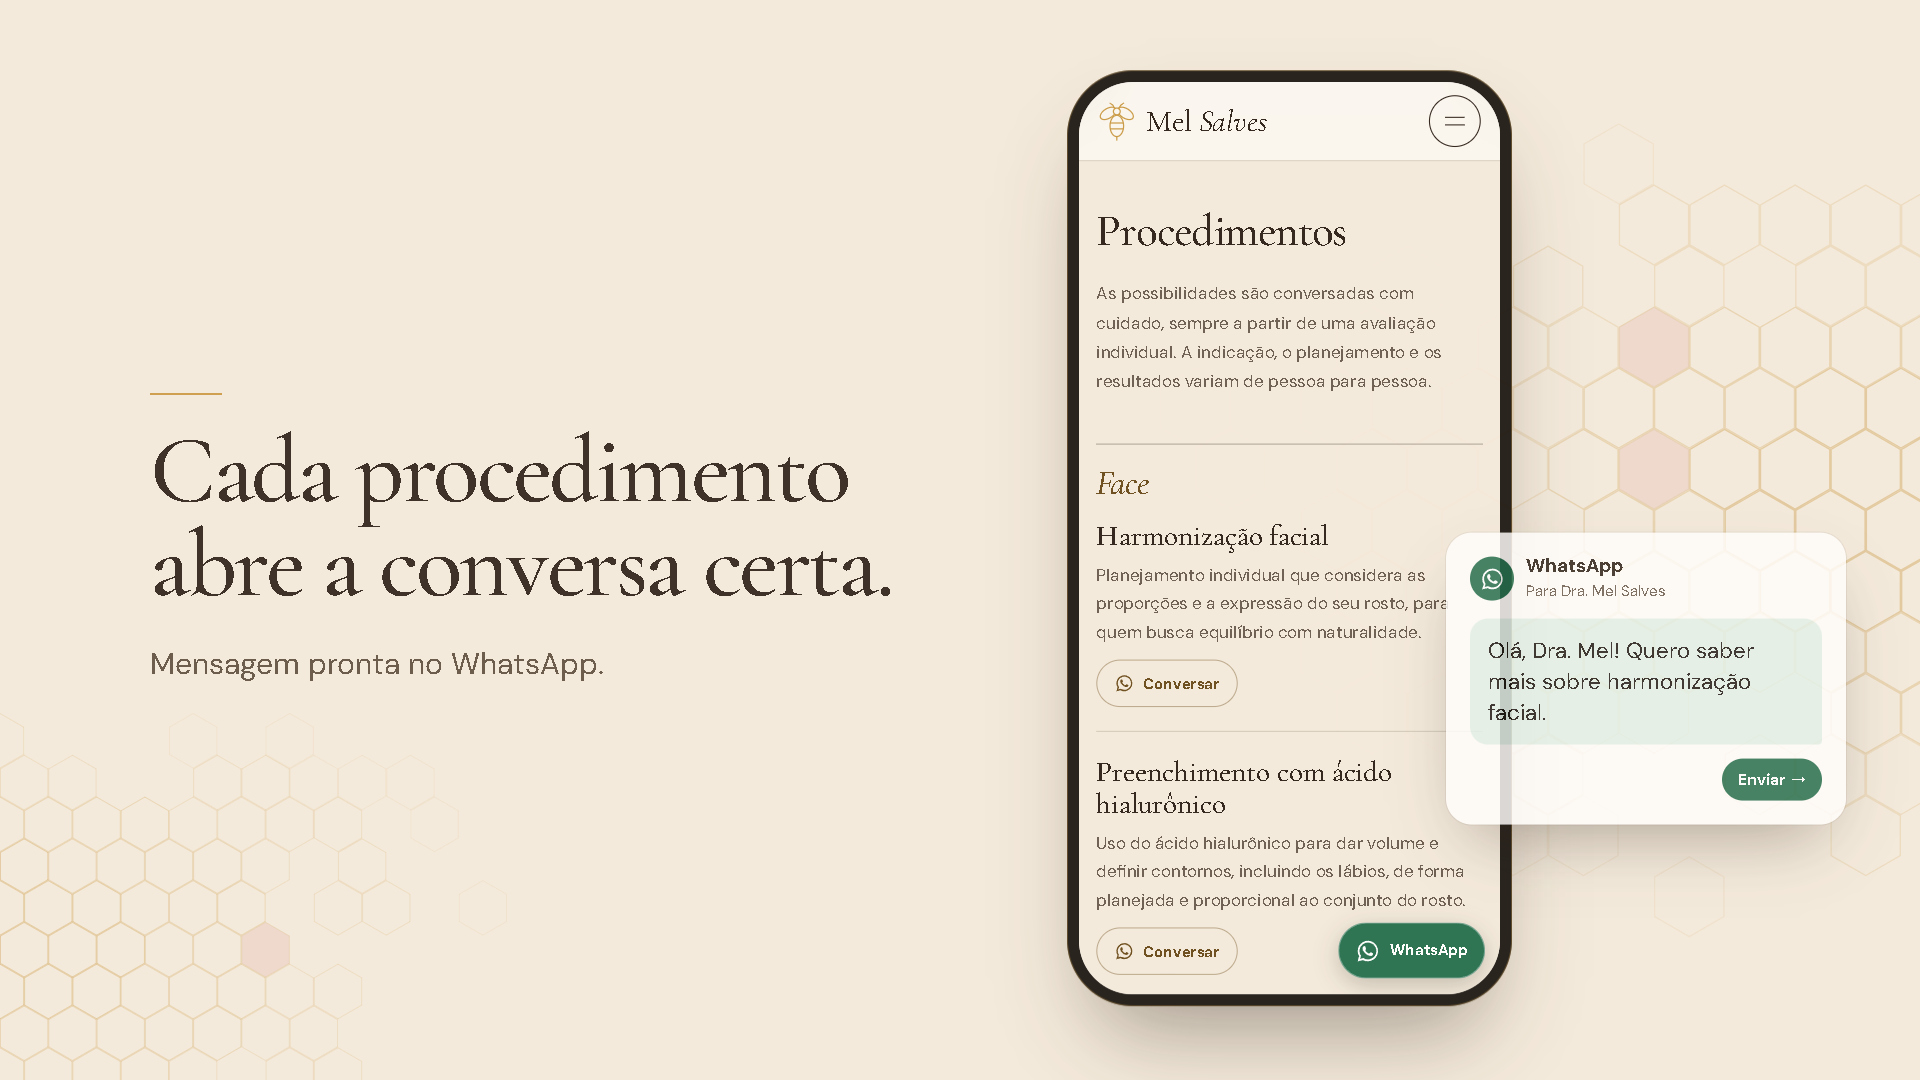 Cada procedimento
abre a conversa certa.
Mensagem pronta no WhatsApp.
Mel Salves
Procedimentos
As possibilidades são conversadas com
cuidado, sempre a partir de uma avaliação
individual. A indicação, o planejamento e os
resultados variam de pessoa para pessoa.
Face
Harmonização facial
Planejamento individual que considera as
proporções e a expressão do seu rosto, para
quem busca equilíbrio com naturalidade.
Conversar
Preenchimento com ácido
hialurônico
Uso do ácido hialurônico para dar volume e
definir contornos, incluindo os lábios, de forma
planejada e proporcional ao conjunto do rosto.
Conversar
WhatsApp
WhatsApp
Para Dra. Mel Salves
Olá, Dra. Mel! Quero saber
mais sobre harmonização
facial.
Enviar →